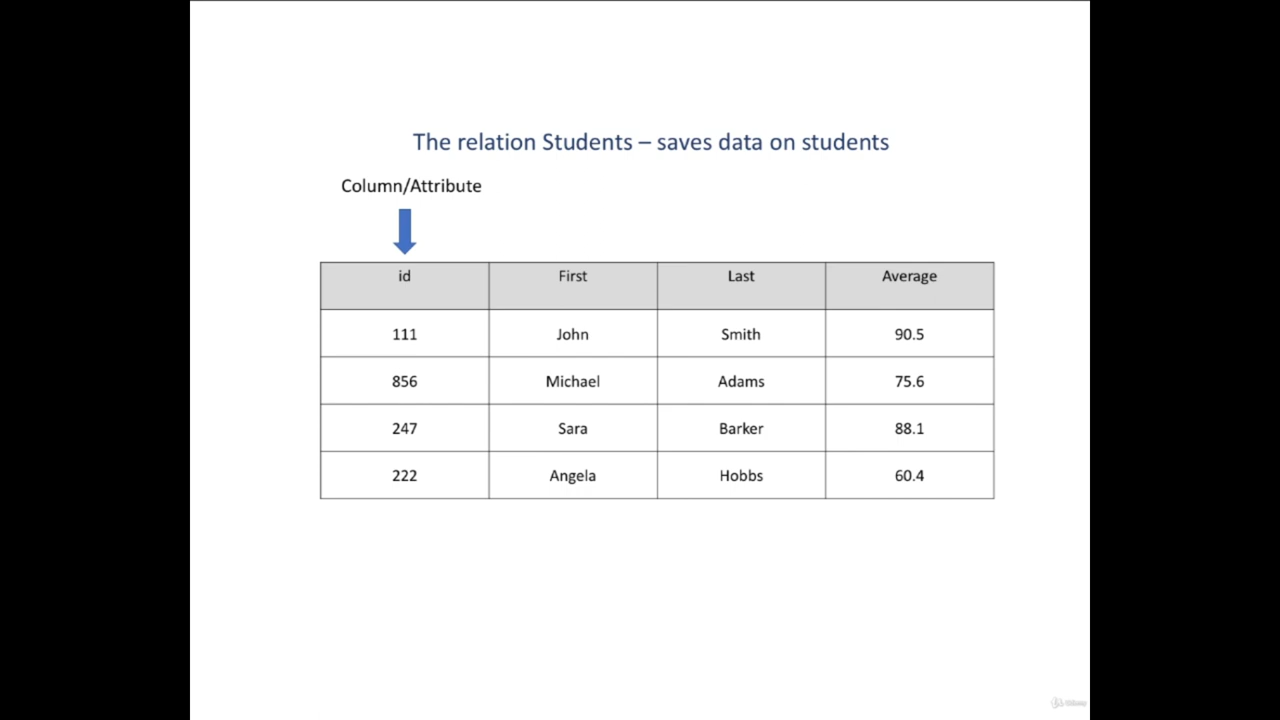 The relation Students – saves data on students
Column/Attribute
id First Last Average
111 John Smith 90.5
856 Michael Adams 75.6
247 Sara Barker 88.1
222 Angela Hobbs 60.4